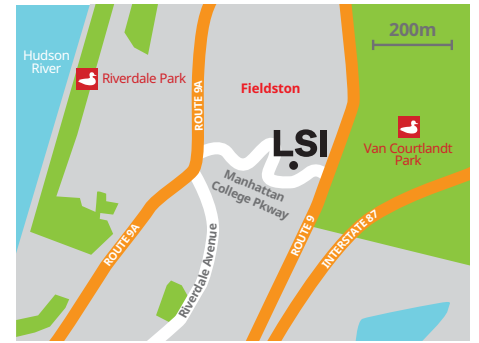 Hudson
River
Riverdale Park
ROUTE 9A
Fieldston
200m
LSI
Van Courtlandt
Park
Manhattan
College Pkway
ROUTE 9A
Riverdale Avenue
ROUTE 9
INTERSTATE 87